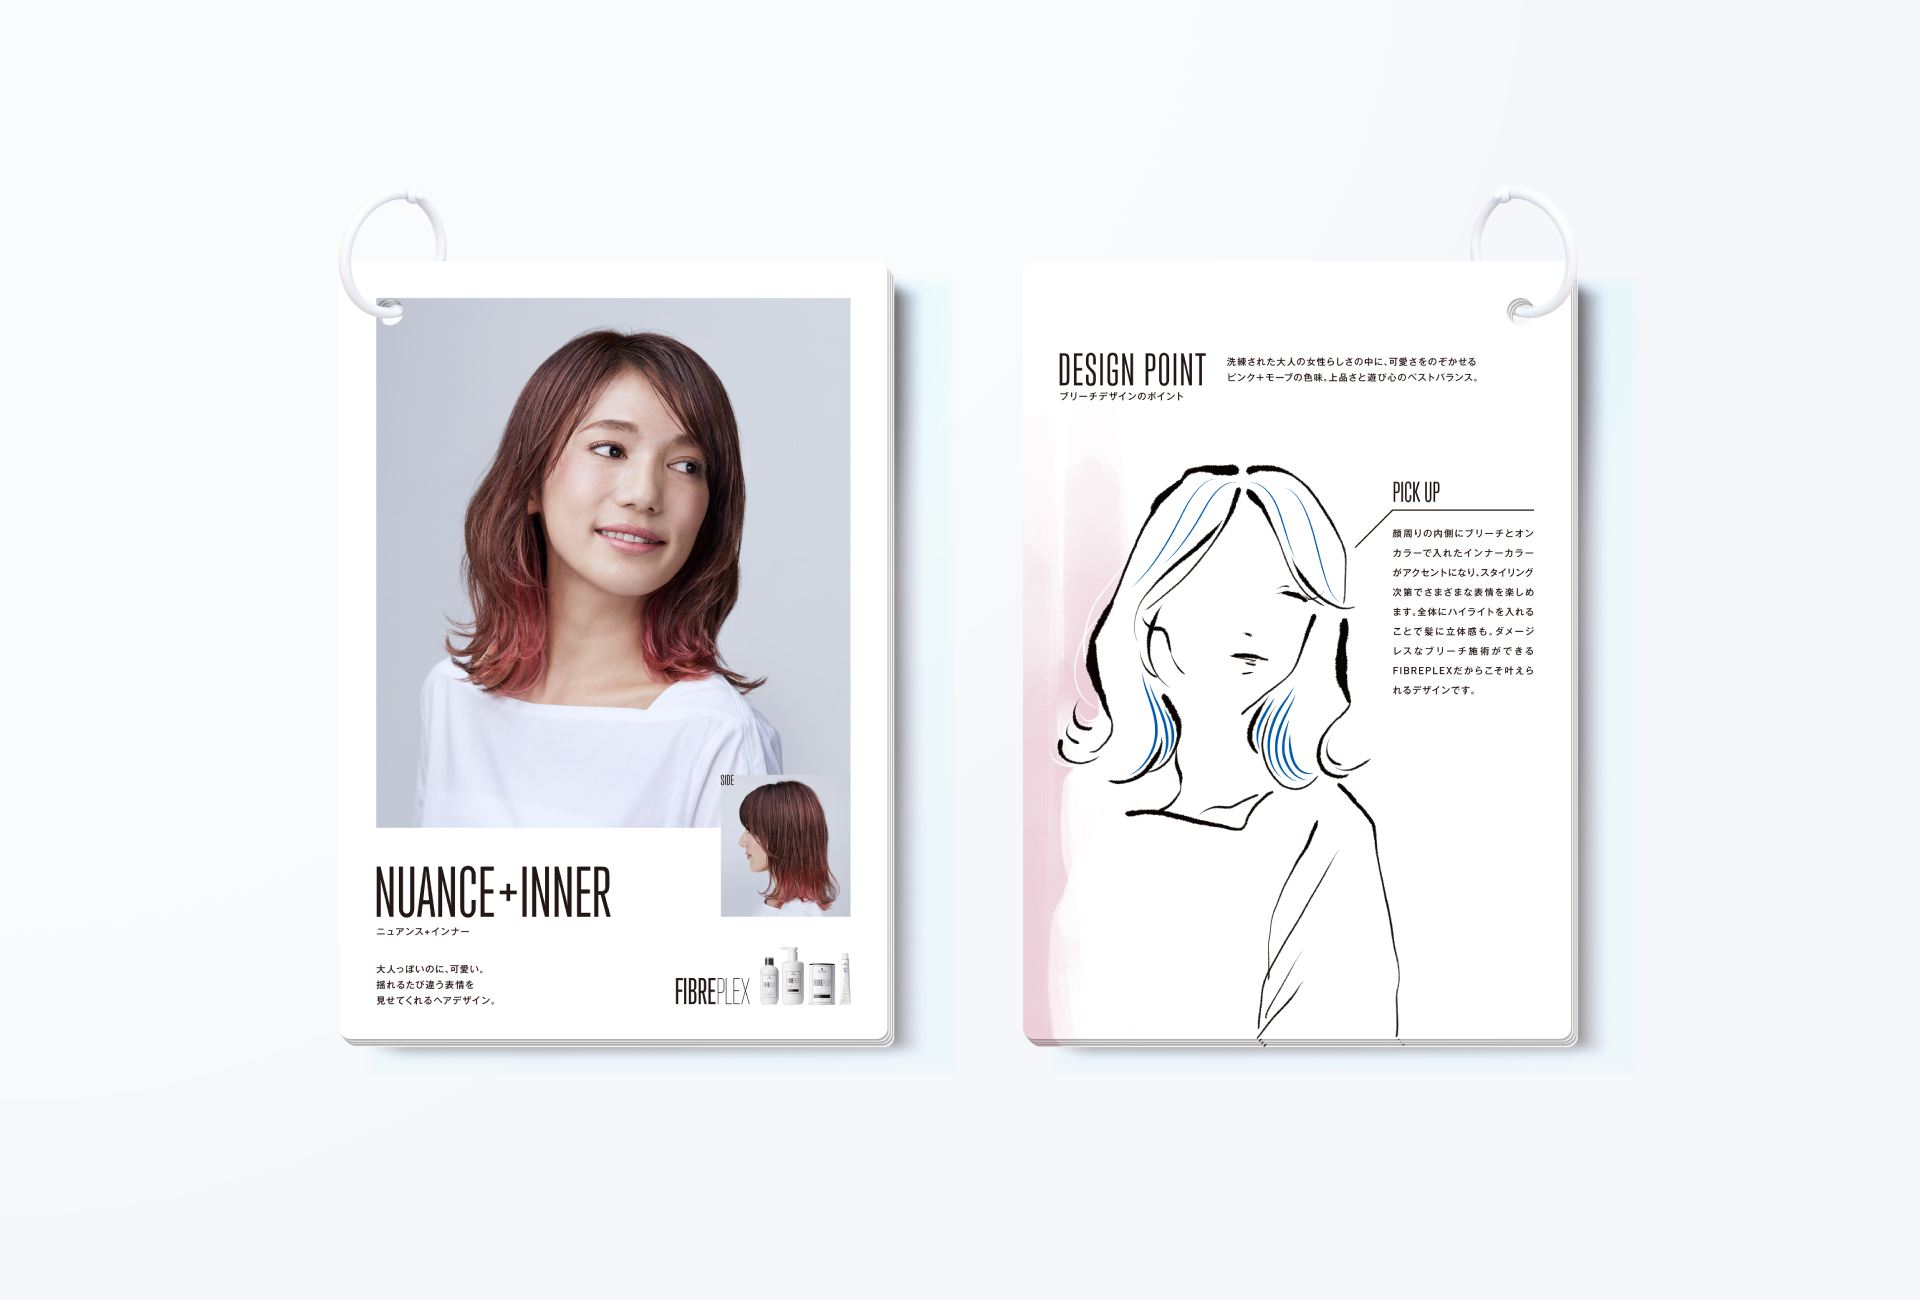 SIDE
NUANCE+INNER
ニュアンス+インナー
大人っぽいのに、可愛い。
揺れるたび違う表情を
見せてくれるヘアデザイン。
FIBREPLEX
FIBREPLEX
DESIGN POINT
ブリーチデザインのポイント
洗練された大人の女性らしさの中に、可愛さをのぞかせる
ピンク+モーブの色味。上品さと遊び心のベストバランス。
PICK UP
顔周りの内側にブリーチとオン
カラーで入れたインナーカラー
がアクセントになり、スタイリング
次第でさまざまな表情を楽しめ
ます。全体にハイライトを入れる
ことで髪に立体感も。ダメージ
レスなブリーチ施術ができる
FIBREPLEXだからこそ叶えら
れるデザインです。